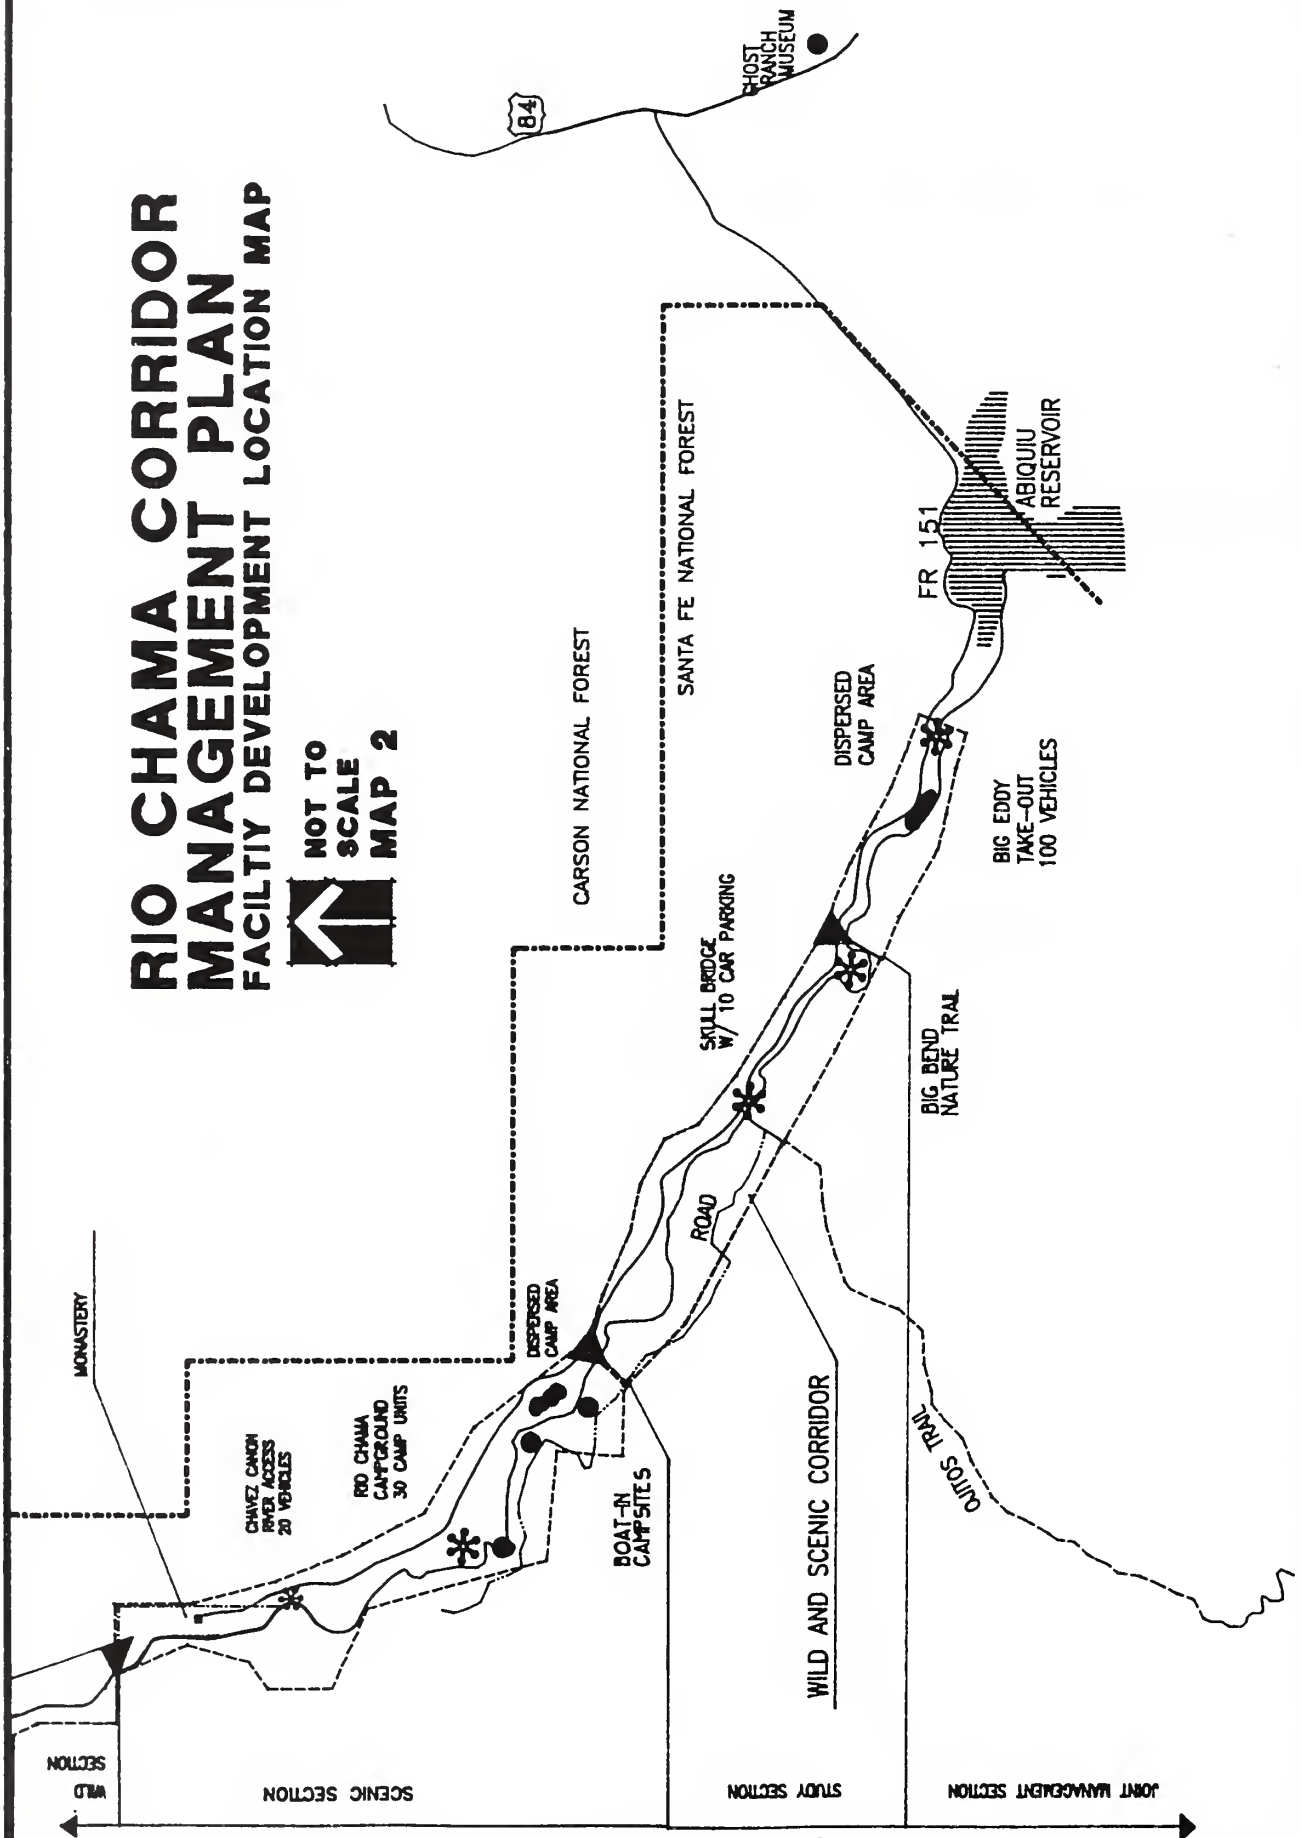 RIO CHAMA CORRIDOR
MANAGEMENT PLAN
FACILTIY DEVELOPMENT LOCATION MAP
NOT TO
SCALE
MAP 2
84
GHOST
RANCH
MUSEUM
CARSON NATIONAL FOREST
SANTA FE NATIONAL FOREST
FR 151
ABIQUIU
RESERVOIR
DISPERSED
CAMP AREA
BIG EDDY
TAKE-OUT
100 VEHICLES
SKULL BRIDGE
W/ 10 CAR PARKING
BIG BEND
NATURE TRAIL
ROAD
MONASTERY
DISPERSED
CAMP AREA
CHAVEZ CANON
RIVER ACCESS
20 VEHICLES
RIO CHAMA
CAMPGROUND
30 CAMP UNITS
BOAT-IN
CAMPSITES
WILD AND SCENIC CORRIDOR
OJITOS TRAIL
WILD
SECTION
SCENIC SECTION
STUDY SECTION
JOINT MANAGEMENT SECTION